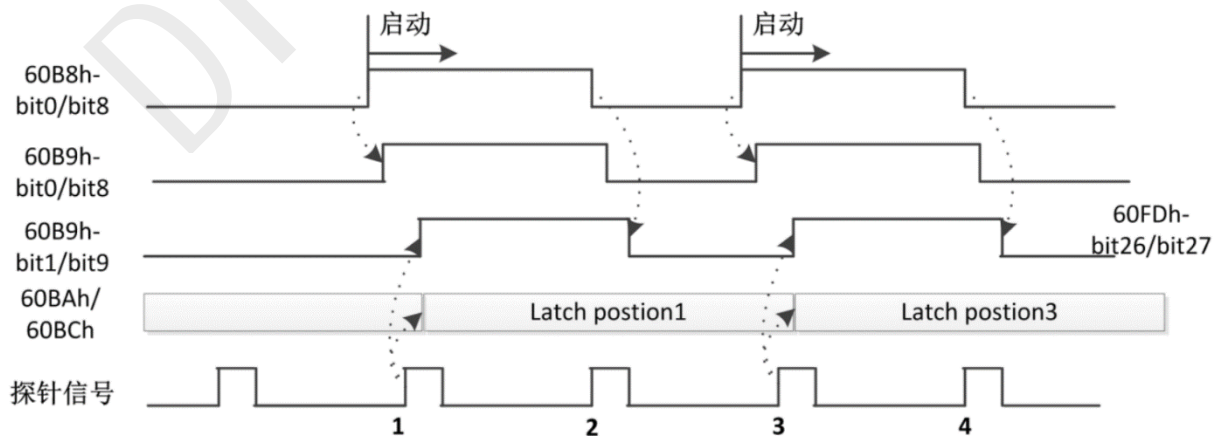 启动
启动
60B8h-
bit0/bit8
60B9h-
bit0/bit8
60B9h-
bit1/bit9
60FDh-
bit26/bit27
60BAh/
60BCh
Latch postion1
Latch postion3
探针信号
1
2
3
4